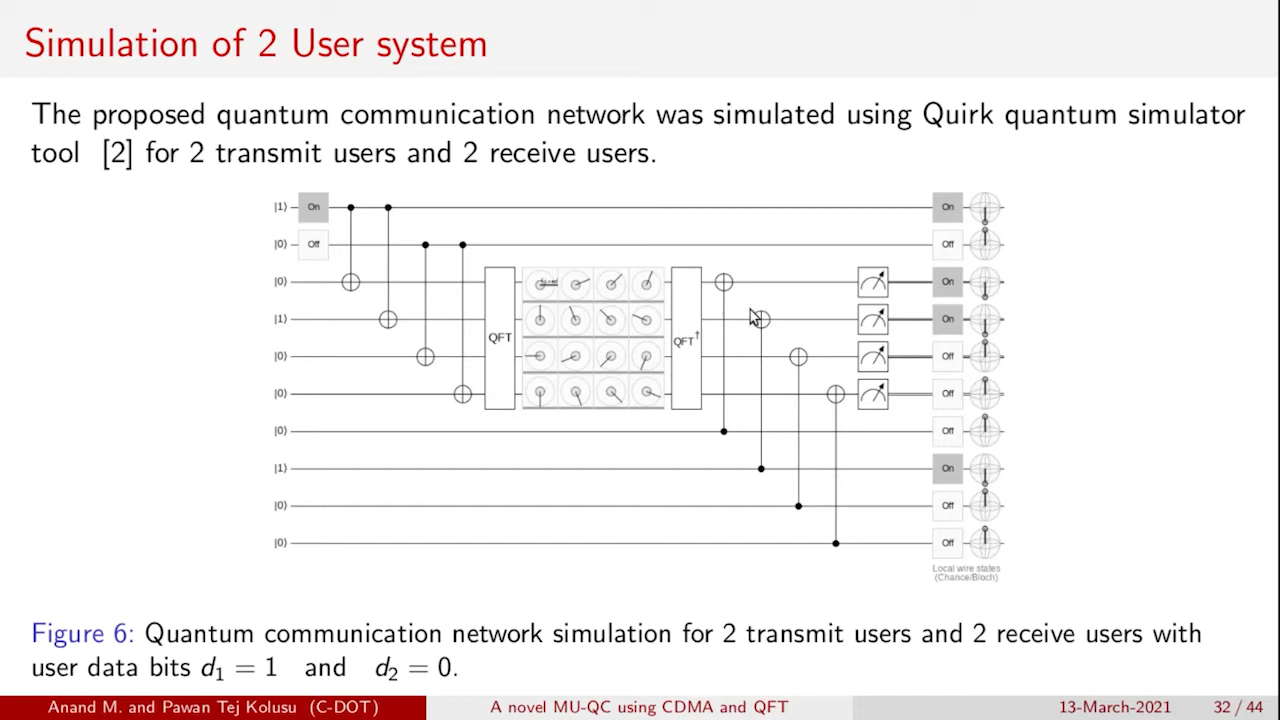 Simulation of 2 User system
The proposed quantum communication network was simulated using Quirk quantum simulator
tool [2] for 2 transmit users and 2 receive users.
|1⟩ On On
|0⟩ Off Off
|0⟩ On
|1⟩ On
QFT QFT†
|0⟩ Off
|0⟩ Off
|0⟩ Off
|1⟩ On
|0⟩ Off
|0⟩ Off
Local wire states
(Chance/Bloch)
Figure 6: Quantum communication network simulation for 2 transmit users and 2 receive users with
user data bits d₁ = 1 and d₂ = 0.
Anand M. and Pawan Tej Kolusu (C-DOT) A novel MU-QC using CDMA and QFT 13-March-2021 32 / 44